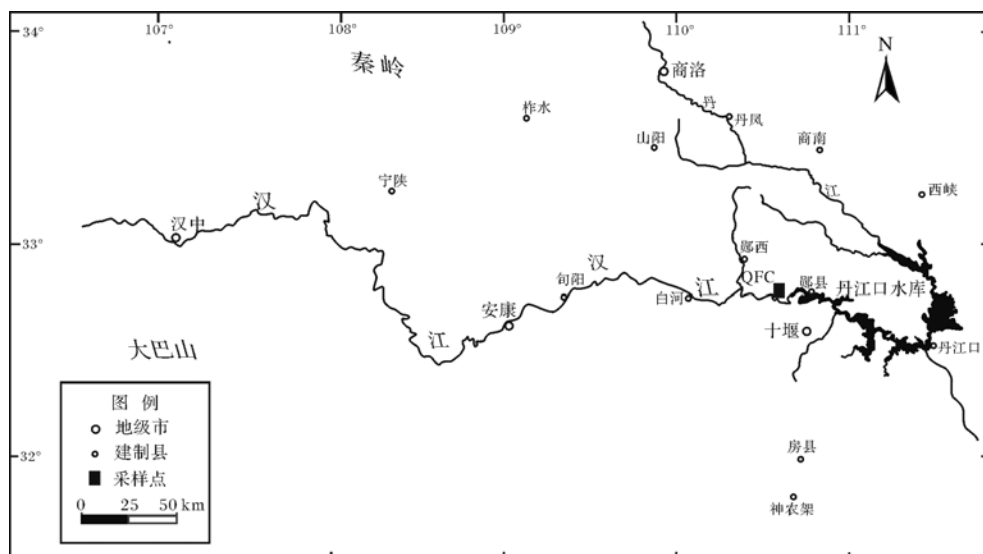 107°
108°
109°
110°
111°
34°
33°
32°
N
秦岭
商洛
丹
丹凤
柞水
山阳
商南
江
西峡
宁陕
汉
汉中
郧西
汉
旬阳
白河
江
QFC
郧县
丹江口水库
安康
江
十堰
丹江口
大巴山
房县
神农架
图 例
地级市
建制县
采样点
0 25 50 km